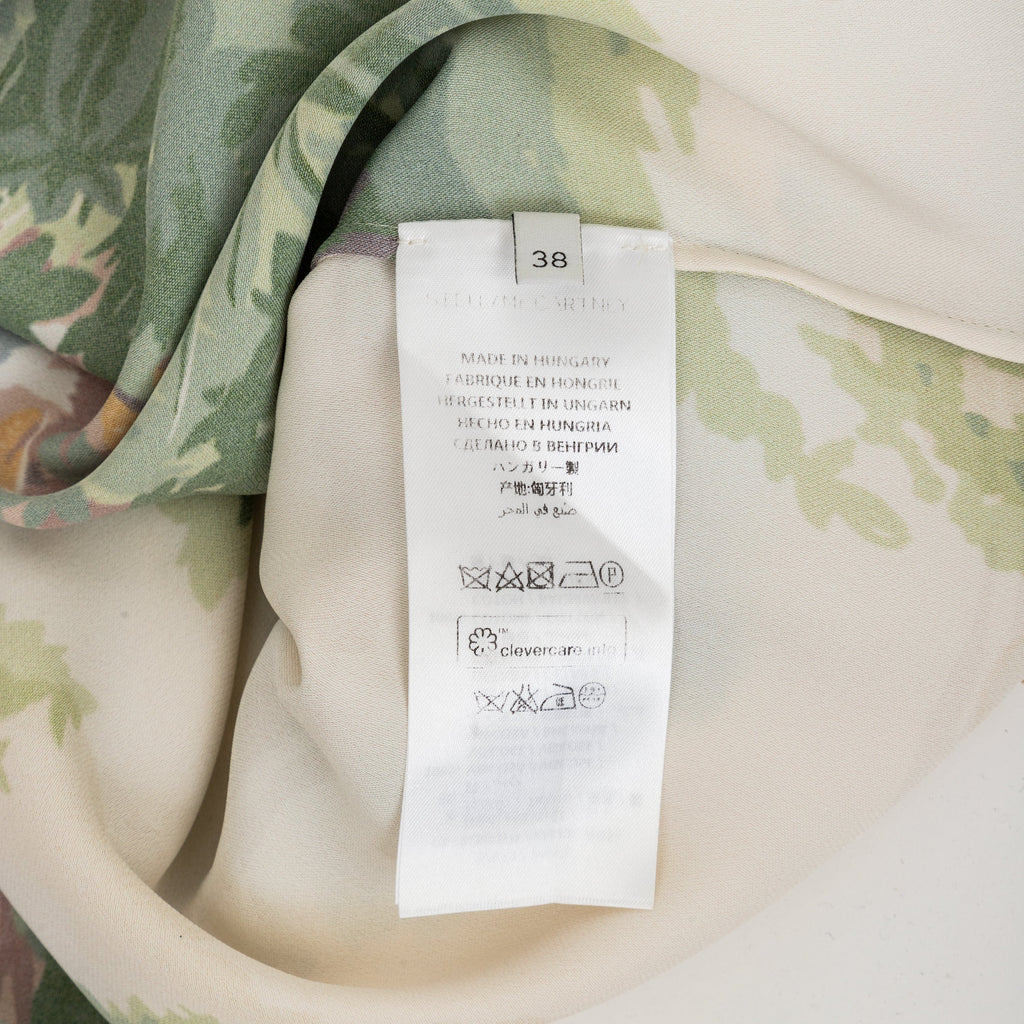 38
STELLA McCARTNEY
MADE IN HUNGARY
FABRIQUE EN HONGRIE
HERGESTELLT IN UNGARN
HECHO EN HUNGRIA
СДЕЛАНО В ВЕНГРИИ
ハンガリー製
产地:匈牙利
صنع في المجر
P
™
clevercare.info